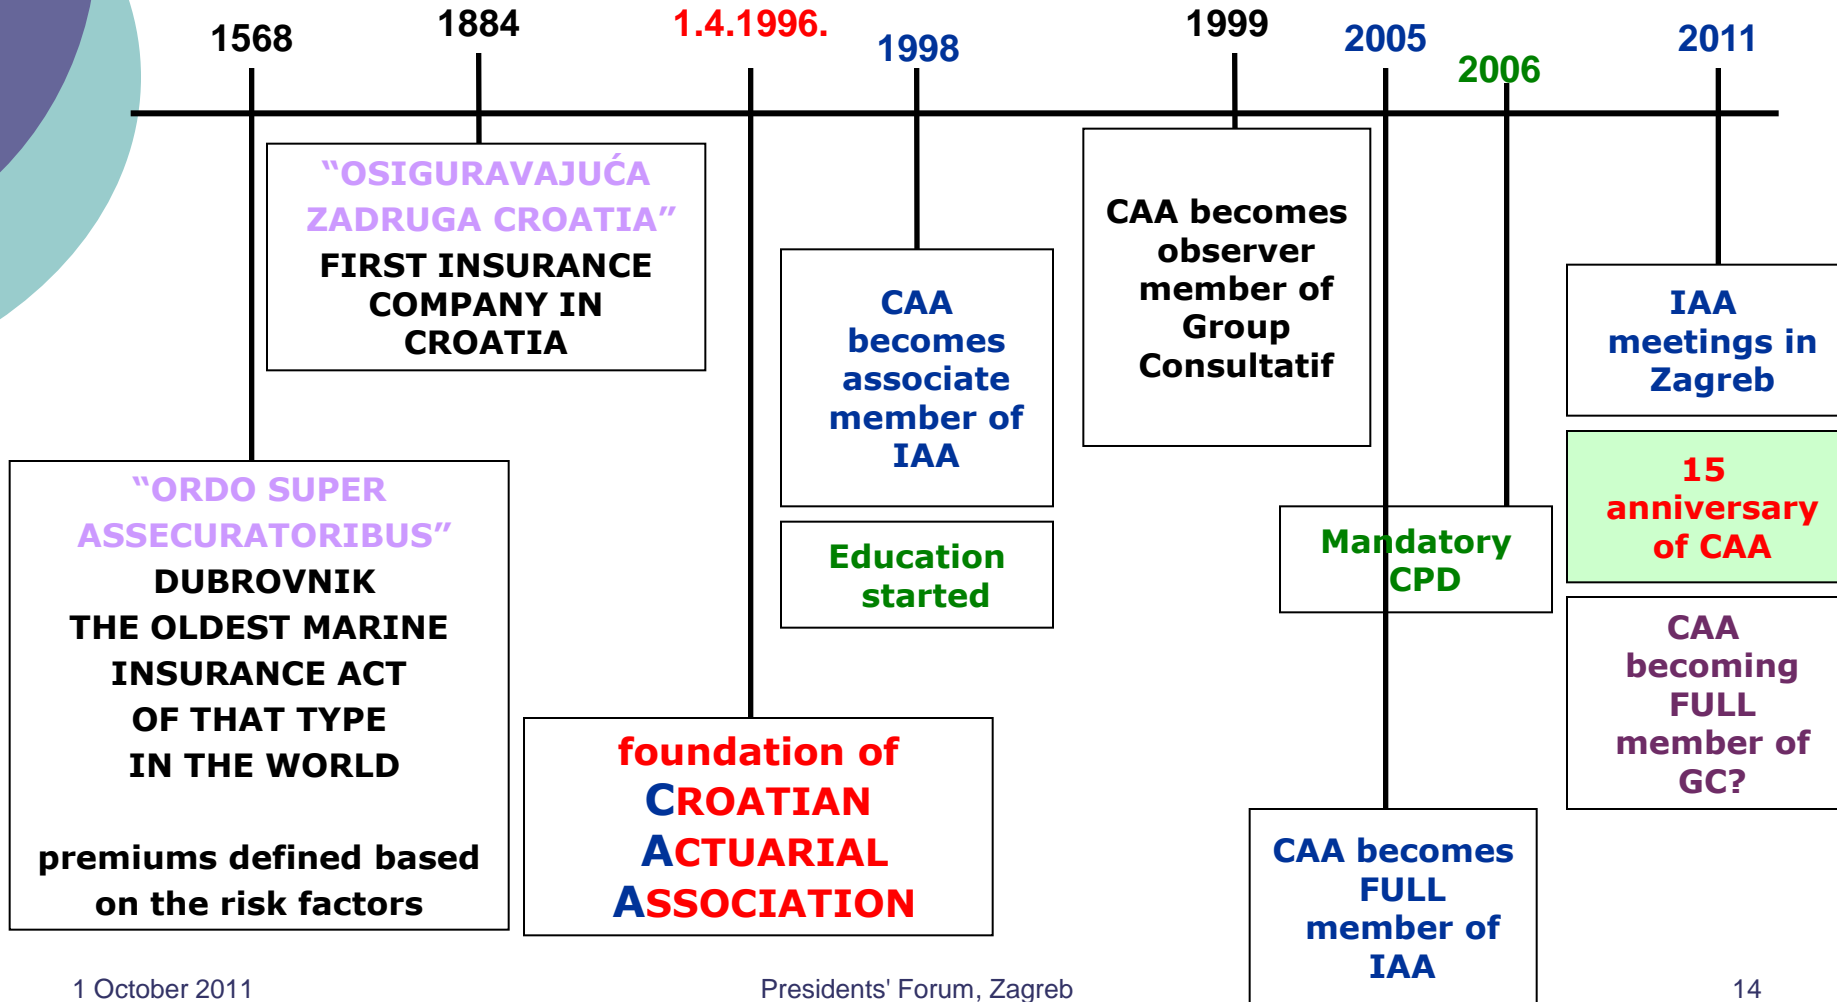 1568
1884
1.4.1996.
1998
1999
2005
2006
2011
“OSIGURAVAJUĆA
ZADRUGA CROATIA”
FIRST INSURANCE
COMPANY IN
CROATIA
“ORDO SUPER
ASSECURATORIBUS”
DUBROVNIK
THE OLDEST MARINE
INSURANCE ACT
OF THAT TYPE
IN THE WORLD
premiums defined based
on the risk factors
foundation of
CROATIAN
ACTUARIAL
ASSOCIATION
CAA
becomes
associate
member of
IAA
Education
started
CAA becomes
observer
member of
Group
Consultatif
CAA becomes
FULL
member of
IAA
Mandatory
CPD
IAA
meetings in
Zagreb
15
anniversary
of CAA
CAA
becoming
FULL
member of
GC?
1 October 2011
Presidents' Forum, Zagreb
14